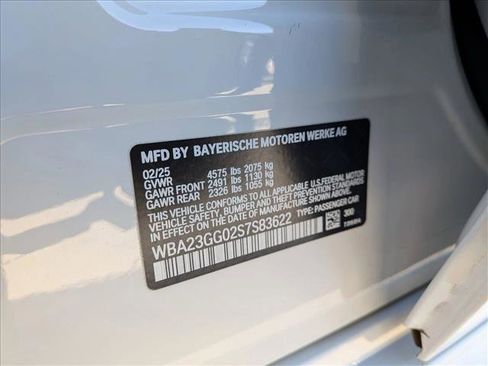 MFD BY BAYERISCHE MOTOREN WERKE AG
02/25
GVWR 4575 lbs 2075 kg
GAWR FRONT 2491 lbs 1130 kg
GAWR REAR 2326 lbs 1055 kg
THIS VEHICLE CONFORMS TO ALL APPLICABLE U.S. FEDERAL MOTOR
VEHICLE SAFETY, BUMPER, AND THEFT PREVENTION STANDARDS
IN EFFECT ON THE DATE OF MANUFACTURE SHOWN ABOVE.
WBA23GG02S7S83622 TYPE: PASSENGER CAR 300